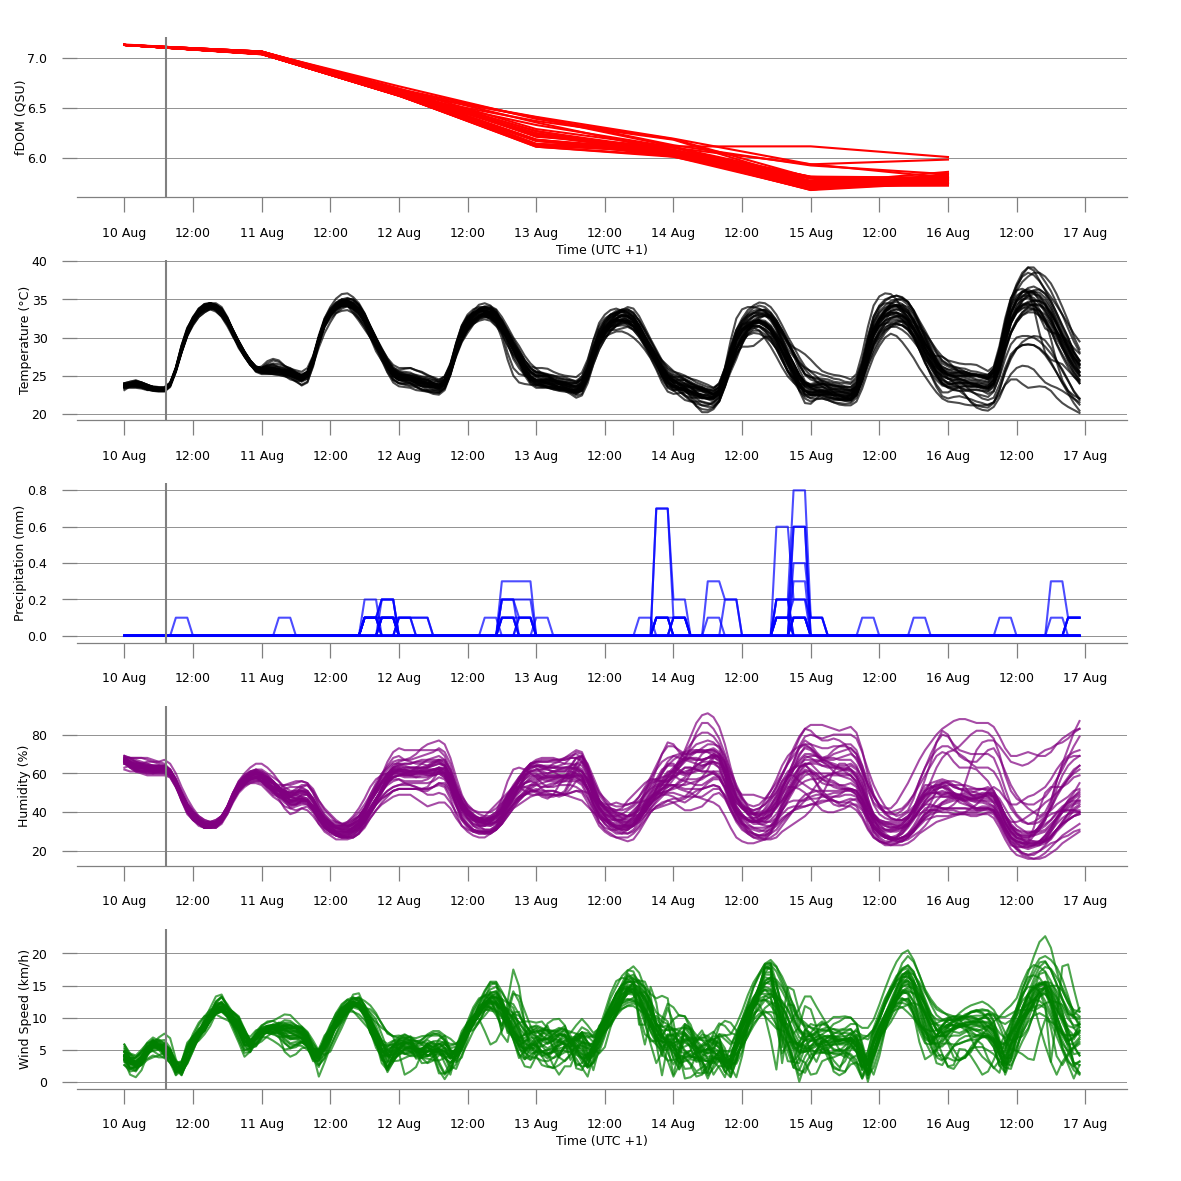 7.0
6.5
6.0
fDOM (QSU)
10 Aug 12:00 11 Aug 12:00 12 Aug 12:00 13 Aug 12:00 14 Aug 12:00 15 Aug 12:00 16 Aug 12:00 17 Aug
Time (UTC +1)
40
35
30
25
20
Temperature (°C)
10 Aug 12:00 11 Aug 12:00 12 Aug 12:00 13 Aug 12:00 14 Aug 12:00 15 Aug 12:00 16 Aug 12:00 17 Aug
0.8
0.6
0.4
0.2
0.0
Precipitation (mm)
10 Aug 12:00 11 Aug 12:00 12 Aug 12:00 13 Aug 12:00 14 Aug 12:00 15 Aug 12:00 16 Aug 12:00 17 Aug
80
60
40
20
Humidity (%)
10 Aug 12:00 11 Aug 12:00 12 Aug 12:00 13 Aug 12:00 14 Aug 12:00 15 Aug 12:00 16 Aug 12:00 17 Aug
20
15
10
5
0
Wind Speed (km/h)
10 Aug 12:00 11 Aug 12:00 12 Aug 12:00 13 Aug 12:00 14 Aug 12:00 15 Aug 12:00 16 Aug 12:00 17 Aug
Time (UTC +1)